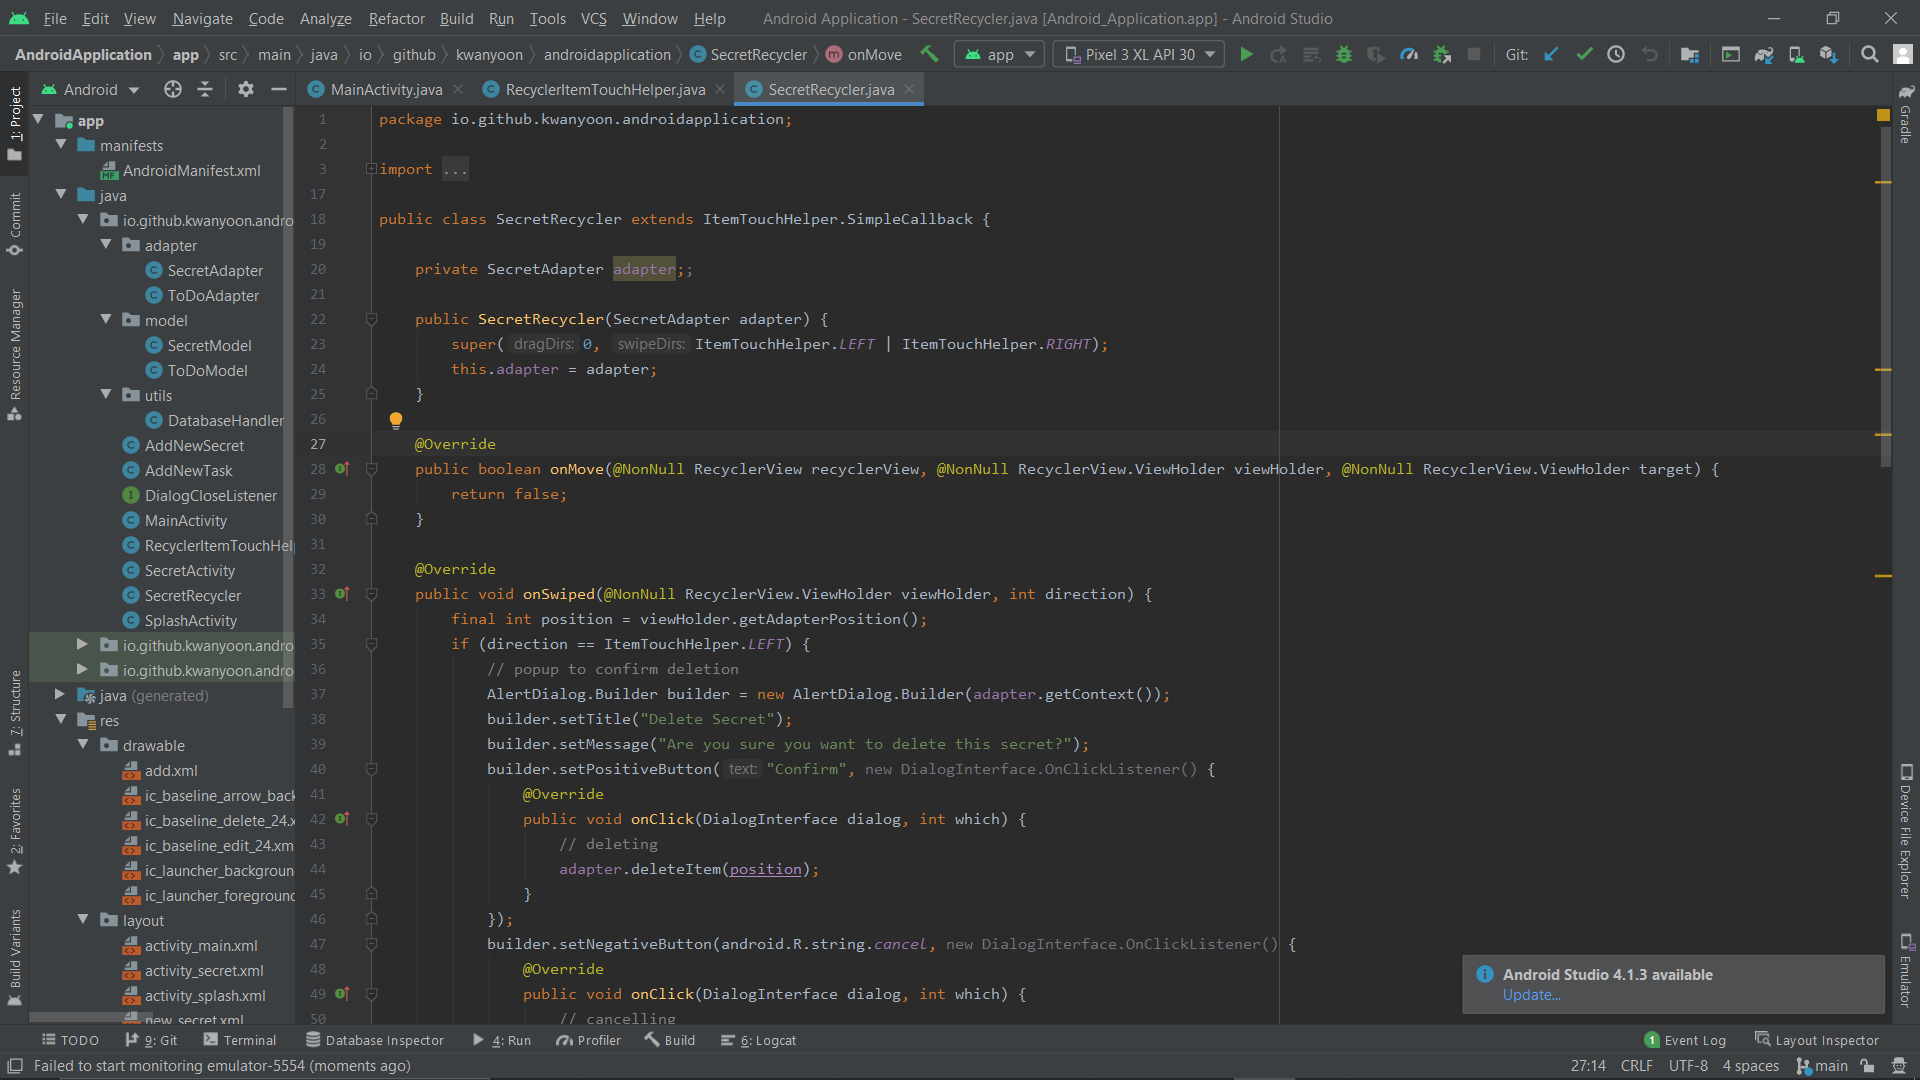 File Edit View Navigate Code Analyze Refactor Build Run Tools VCS Window Help Android Application - SecretRecycler.java [Android_Application.app] - Android Studio
AndroidApplication app src main java io github kwanyoon androidapplication SecretRecycler onMove app Pixel 3 XL API 30 Git:
Android
MainActivity.java RecyclerItemTouchHelper.java SecretRecycler.java
1: Project
Commit
Resource Manager
7: Structure
2: Favorites
Build Variants
app
manifests
AndroidManifest.xml
java
io.github.kwanyoon.andro
adapter
SecretAdapter
ToDoAdapter
model
SecretModel
ToDoModel
utils
DatabaseHandler
AddNewSecret
AddNewTask
DialogCloseListener
MainActivity
RecyclerItemTouchHel
SecretActivity
SecretRecycler
SplashActivity
io.github.kwanyoon.andro
io.github.kwanyoon.andro
java (generated)
res
drawable
add.xml
ic_baseline_arrow_back
ic_baseline_delete_24.x
ic_baseline_edit_24.xm
ic_launcher_backgroun
ic_launcher_foreground
layout
activity_main.xml
activity_secret.xml
activity_splash.xml
new_secret.xml
1 package io.github.kwanyoon.androidapplication;
2
3 import ...
17
18 public class SecretRecycler extends ItemTouchHelper.SimpleCallback {
19
20 private SecretAdapter adapter;;
21
22 public SecretRecycler(SecretAdapter adapter) {
23 super( dragDirs: 0, swipeDirs: ItemTouchHelper.LEFT | ItemTouchHelper.RIGHT);
24 this.adapter = adapter;
25 }
26
27 @Override
28 public boolean onMove(@NonNull RecyclerView recyclerView, @NonNull RecyclerView.ViewHolder viewHolder, @NonNull RecyclerView.ViewHolder target) {
29 return false;
30 }
31
32 @Override
33 public void onSwiped(@NonNull RecyclerView.ViewHolder viewHolder, int direction) {
34 final int position = viewHolder.getAdapterPosition();
35 if (direction == ItemTouchHelper.LEFT) {
36 // popup to confirm deletion
37 AlertDialog.Builder builder = new AlertDialog.Builder(adapter.getContext());
38 builder.setTitle("Delete Secret");
39 builder.setMessage("Are you sure you want to delete this secret?");
40 builder.setPositiveButton( text: "Confirm", new DialogInterface.OnClickListener() {
41 @Override
42 public void onClick(DialogInterface dialog, int which) {
43 // deleting
44 adapter.deleteItem(position);
45 }
46 });
47 builder.setNegativeButton(android.R.string.cancel, new DialogInterface.OnClickListener() {
48 @Override
49 public void onClick(DialogInterface dialog, int which) {
50 // cancelling
Gradle
Device File Explorer
Emulator
Android Studio 4.1.3 available
Update...
TODO 9: Git Terminal Database Inspector 4: Run Profiler Build 6: Logcat 1 Event Log Layout Inspector
Failed to start monitoring emulator-5554 (moments ago) 27:14 CRLF UTF-8 4 spaces main